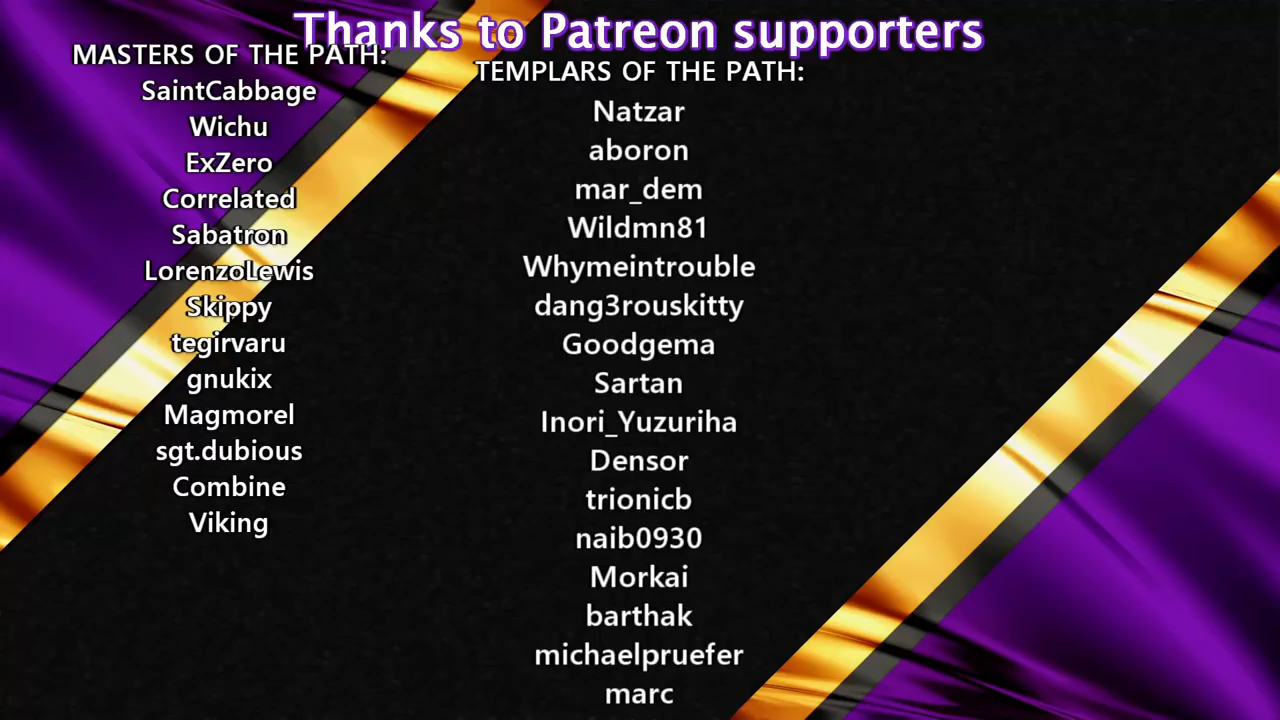 Thanks to Patreon supporters
MASTERS OF THE PATH:
SaintCabbage
Wichu
ExZero
Correlated
Sabatron
LorenzoLewis
Skippy
tegirvaru
gnukix
Magmorel
sgt.dubious
Combine
Viking
TEMPLARS OF THE PATH:
Natzar
aboron
mar_dem
Wildmn81
Whymeintrouble
dang3rouskitty
Goodgema
Sartan
Inori_Yuzuriha
Densor
trionicb
naib0930
Morkai
barthak
michaelpruefer
marc